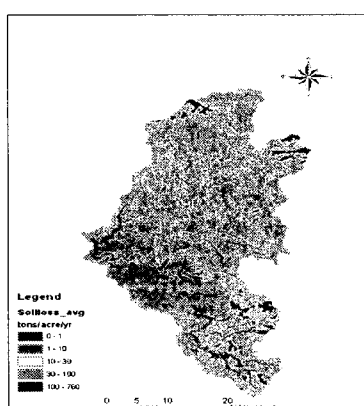 Legend
Soilloss_avg
tons/acre/yr
0 - 1
1 - 10
10 - 30
30 - 100
100 - 760
0 5 10 20